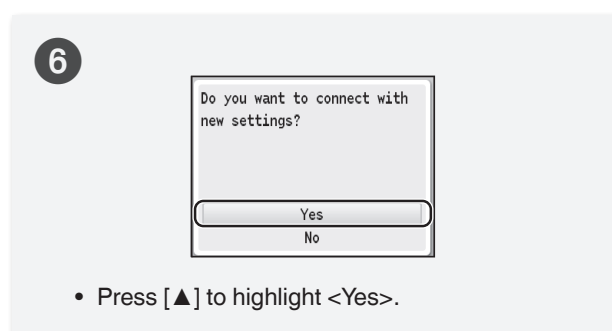 6
Do you want to connect with
new settings?
Yes
No
• Press [▲] to highlight <Yes>.